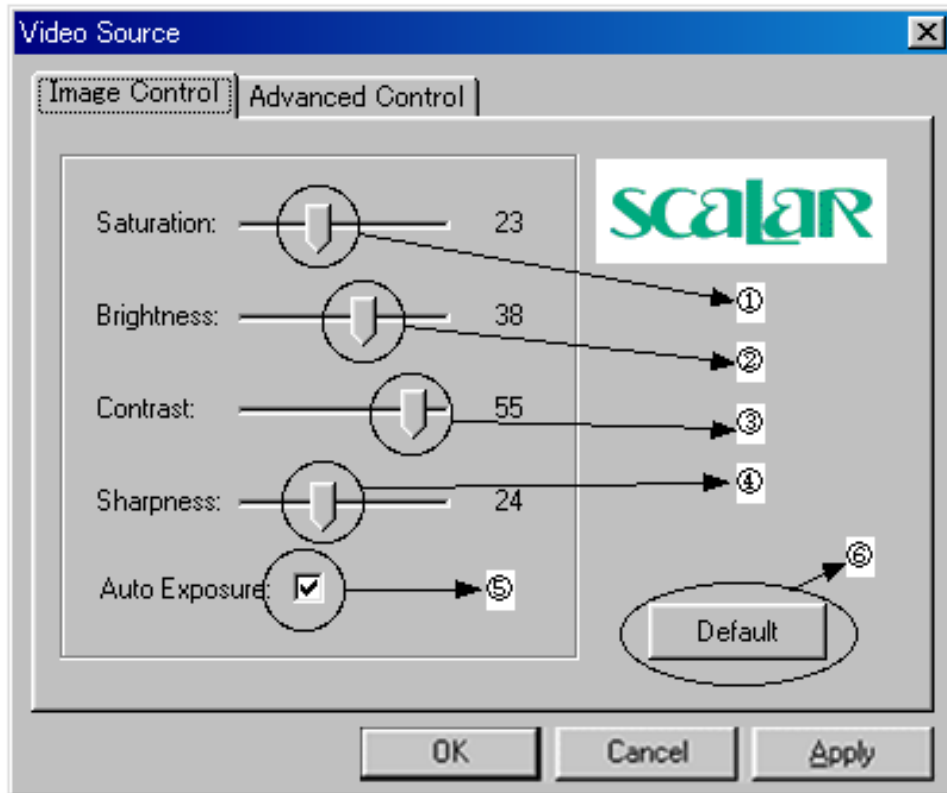 Video Source
Image Control
Advanced Control
SCALAR
Saturation: 23
①
Brightness: 38
②
Contrast: 55
③
Sharpness: 24
④
Auto Exposure: ⑤
⑥
Default
OK
Cancel
Apply